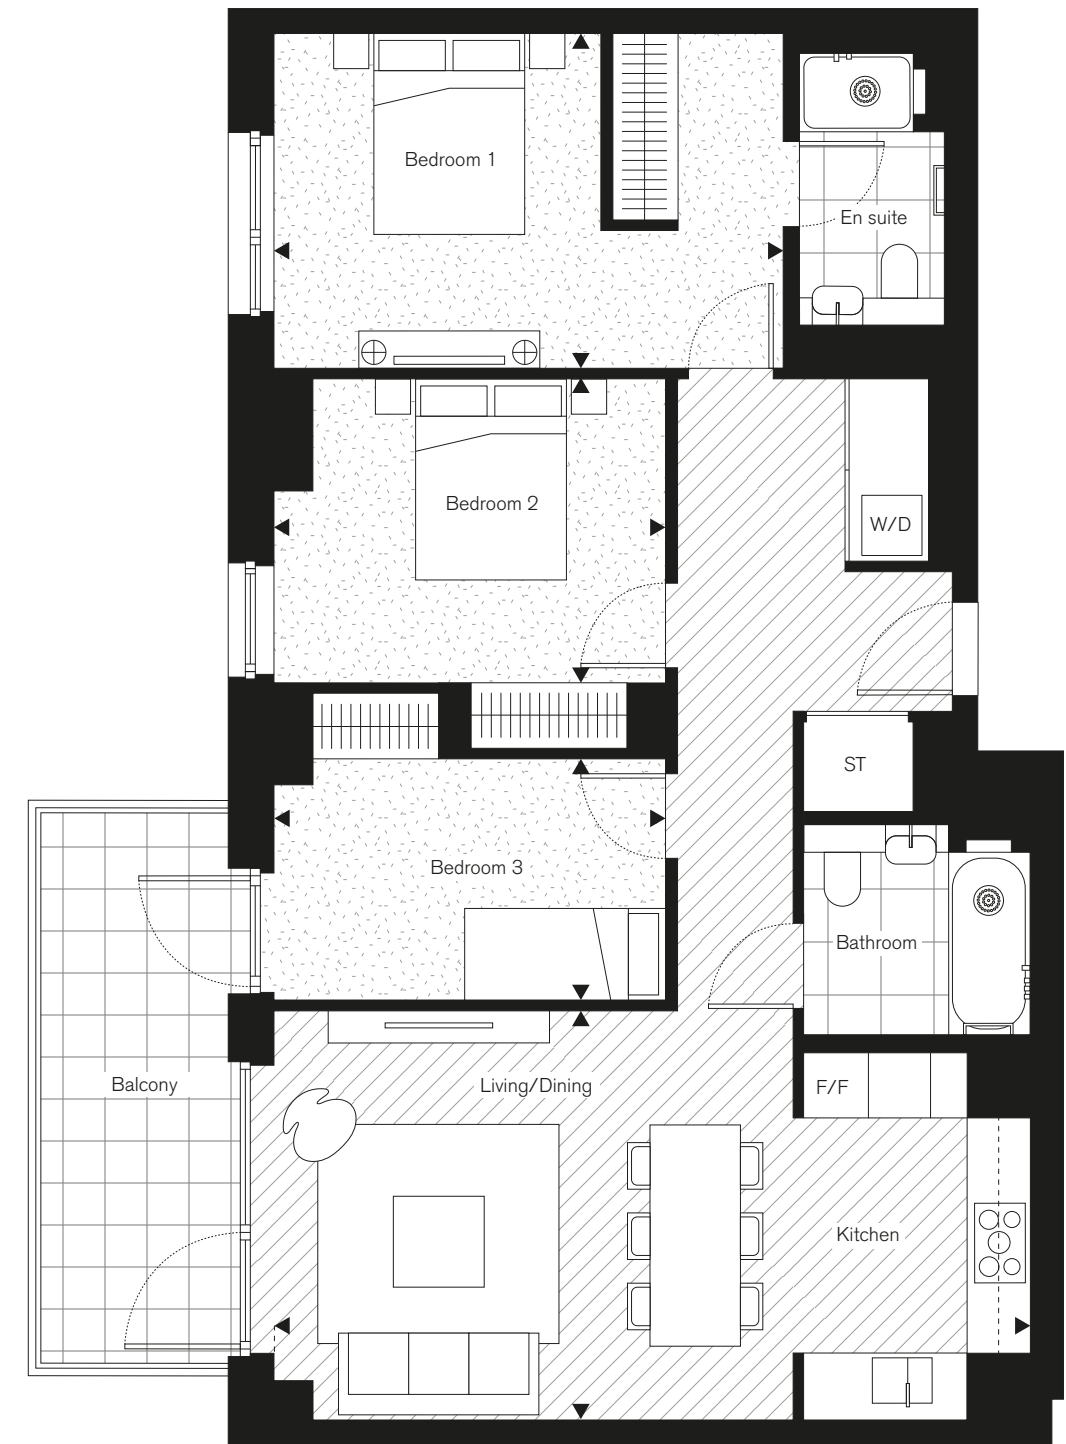 Bedroom 1
En suite
Bedroom 2
W/D
ST
Bedroom 3
Bathroom
Balcony
Living/Dining
F/F
Kitchen